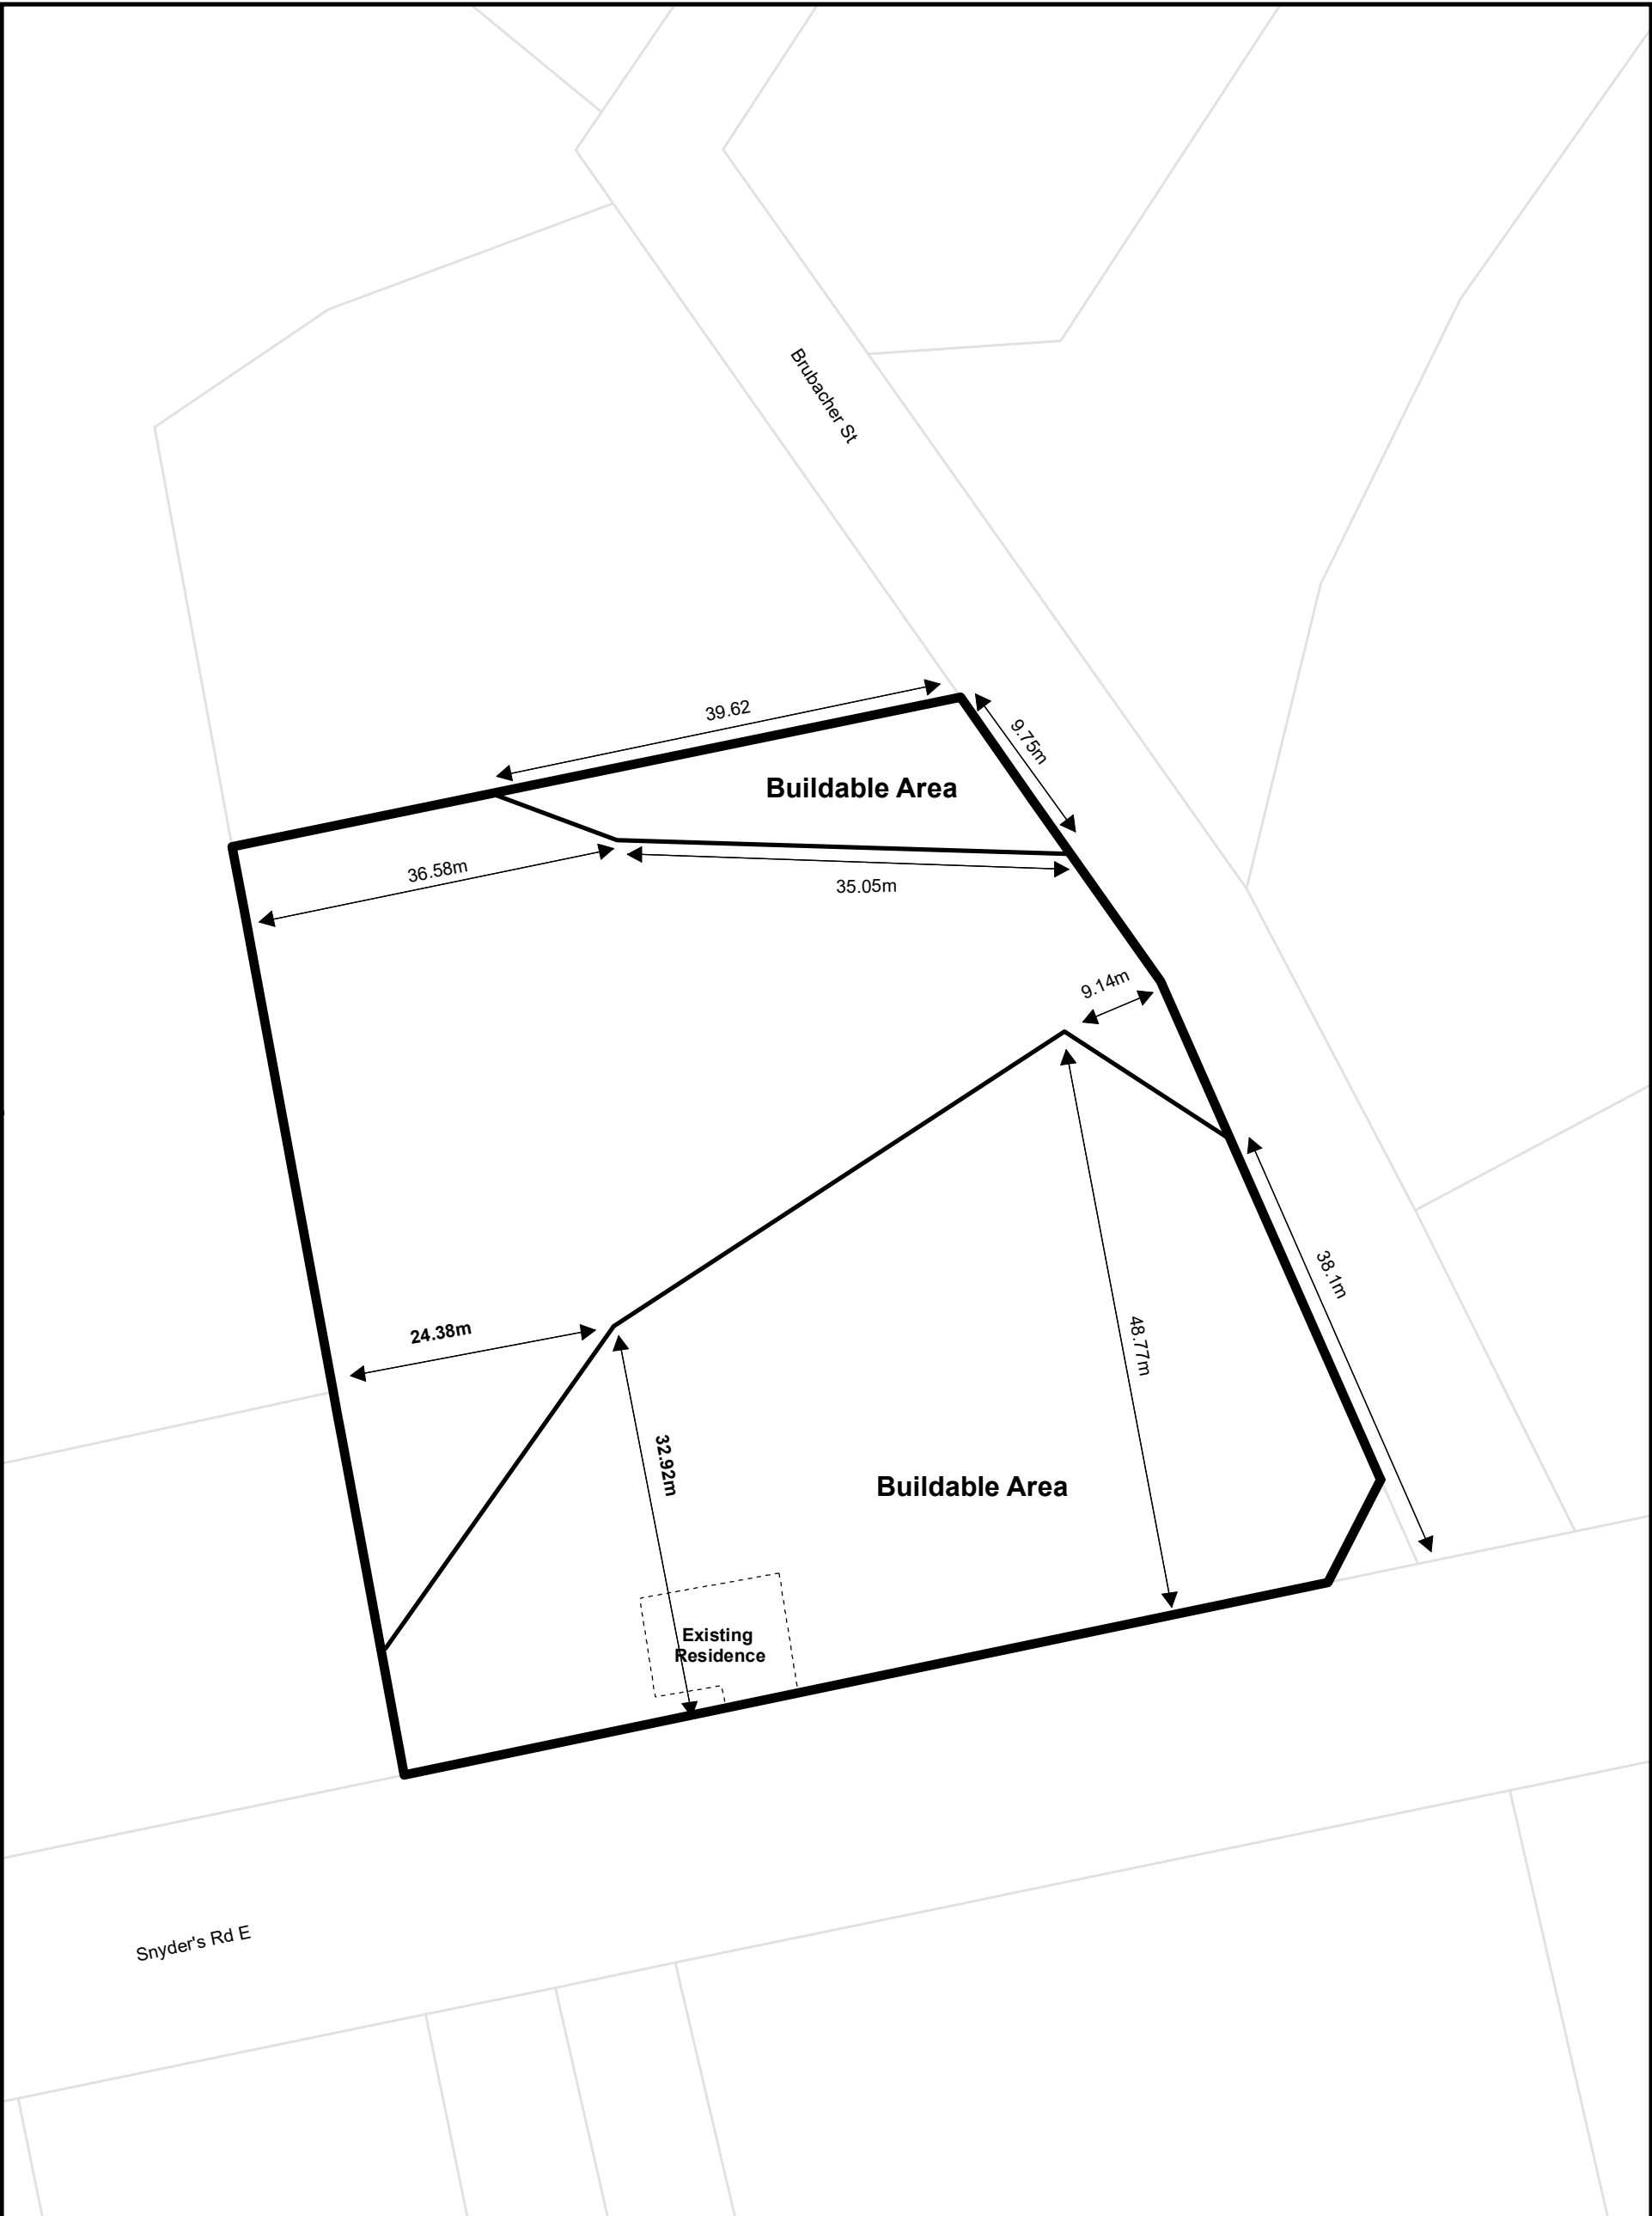 Brubacher St
39.62
9.75m
Buildable Area
36.58m
35.05m
9.14m
38.1m
24.38m
48.77m
32.92m
Buildable Area
Existing
Residence
Snyder's Rd E